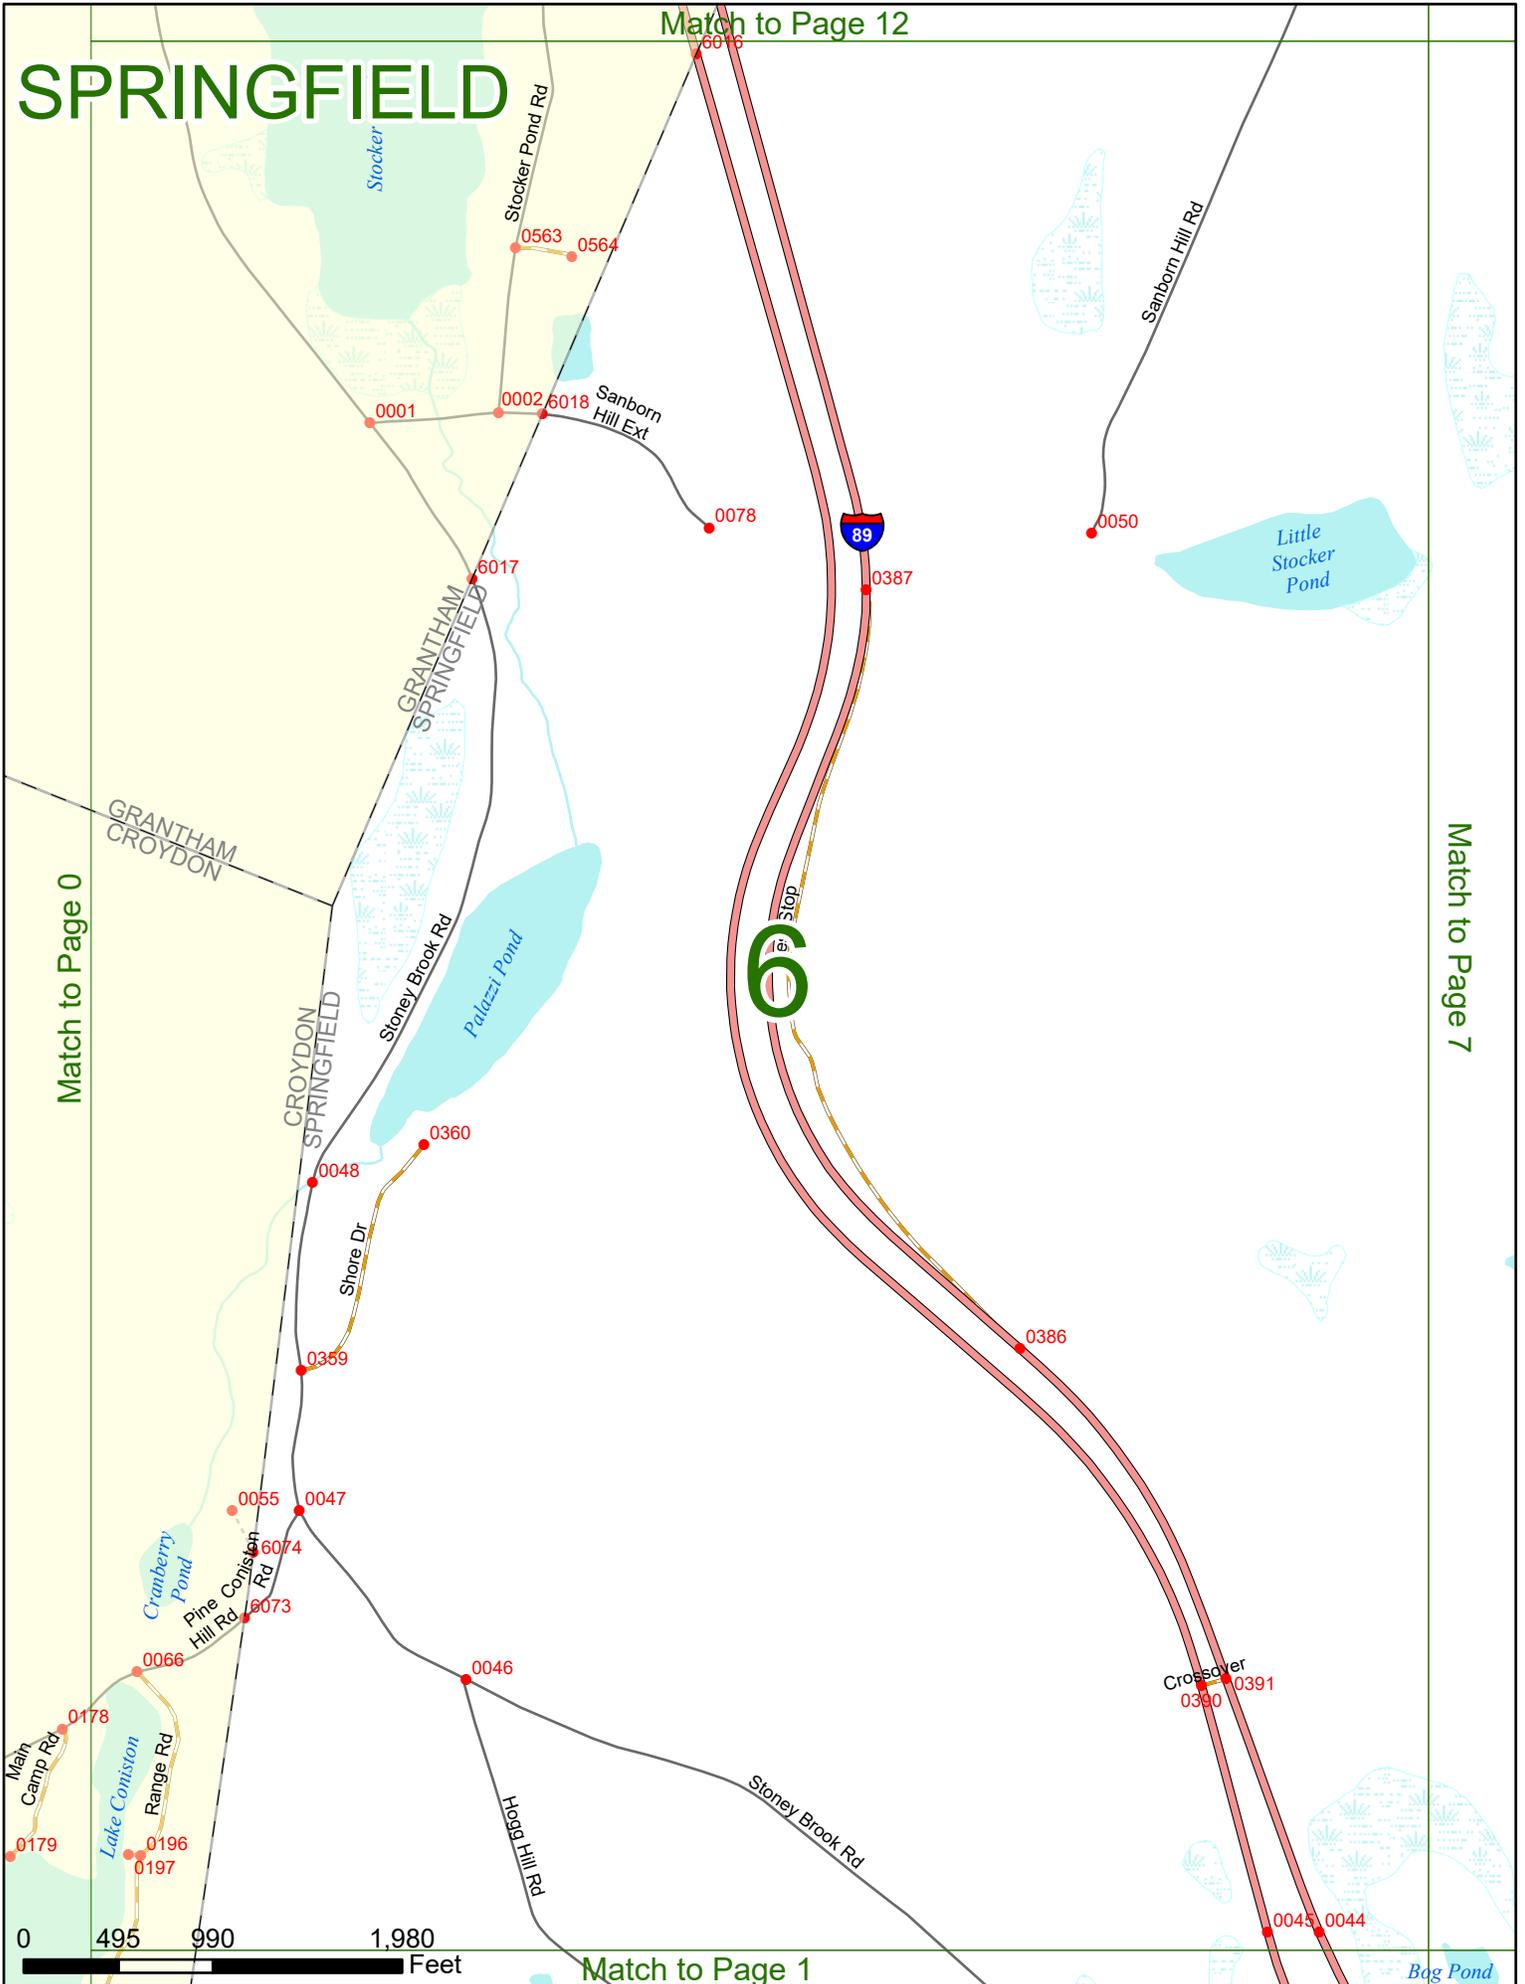 Match to Page 12
6016
SPRINGFIELD
Stocker
Stocker Pond Rd
0563
0564
Sanborn Hill Rd
0001
0002
6018
Sanborn
Hill Ext
0078
89
0050
Little
Stocker
Pond
6017
0387
GRANTHAM
SPRINGFIELD
GRANTHAM
CROYDON
Match to Page 0
Match to Page 7
Stop
6
Stoney Brook Rd
Palazzi Pond
CROYDON
SPRINGFIELD
0360
0048
Shore Dr
0386
0359
0055
0047
6074
Cranberry
Pond
Pine
Hill Rd
Coniston
Rd
6073
0066
0046
Crossover
0390
0391
0178
Main
Camp Rd
Lake Coniston
Range Rd
0179
0196
0197
Hogg Hill Rd
Stoney Brook Rd
0045
0044
0 495 990 1,980
Feet
Match to Page 1
Bog Pond